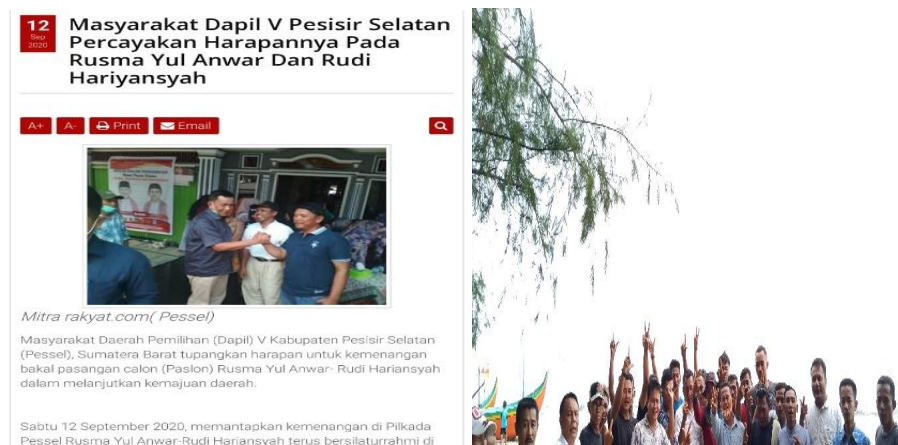 12
Sep
2020
Masyarakat Dapil V Pesisir Selatan
Percayakan Harapannya Pada
Rusma Yul Anwar Dan Rudi
Hariyansyah
A+ A- Print Email
Mitra rakyat.com( Pessel)
Masyarakat Daerah Pemilihan (Dapil) V Kabupaten Pesisir Selatan
(Pessel), Sumatera Barat tupangkan harapan untuk kemenangan
bakal pasangan calon (Paslon) Rusma Yul Anwar- Rudi Hariansyah
dalam melanjutkan kemajuan daerah.
Sabtu 12 September 2020, memantapkan kemenangan di Pilkada
Pessel Rusma Yul Anwar-Rudi Hariansyah terus bersilaturrahmi di